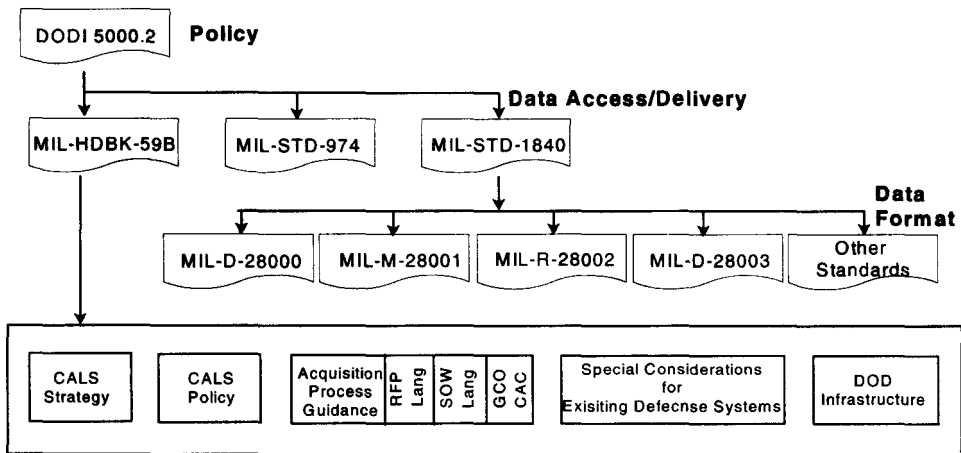 DODI 5000.2
Policy
Data Access/Delivery
MIL-HDBK-59B
MIL-STD-974
MIL-STD-1840
Data
Format
MIL-D-28000
MIL-M-28001
MIL-R-28002
MIL-D-28003
Other
Standards
CALS
Strategy
CALS
Policy
Acquisition
Process
Guidance
RFP
Lang
SOW
Lang
GCO
CAC
Special Considerations
for
Exisiting Defecnse Systems
DOD
Infrastructure